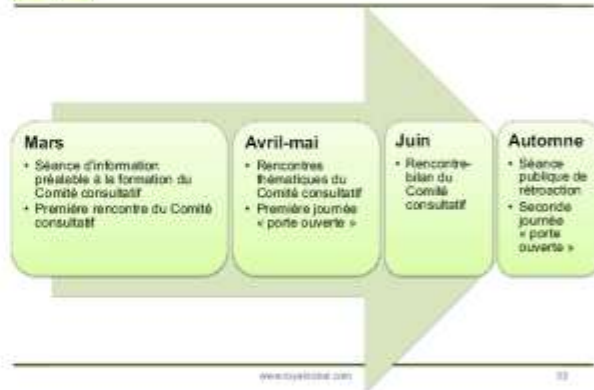 Mars
• Séance d'information
préalable à la formation du
Comité consultatif
• Première rencontre du Comité
consultatif
Avril-mai
• Rencontres
thématiques du
Comité consultatif
• Première journée
« porte ouverte »
Juin
• Rencontre-
bilan du
Comité
consultatif
Automne
• Séance
publique de
rétroaction
• Seconde
journée
« porte
ouverte »